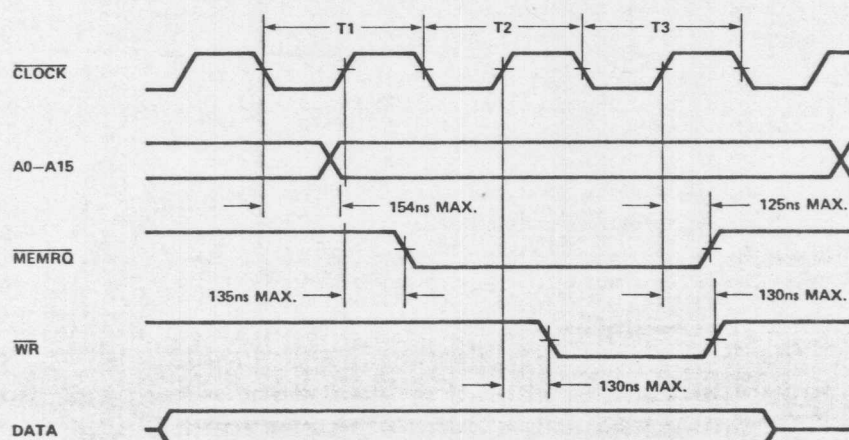 T1 T2 T3
CLOCK
A0–A15
154ns MAX. 125ns MAX.
MEMRQ
135ns MAX. 130ns MAX.
WR
130ns MAX.
DATA